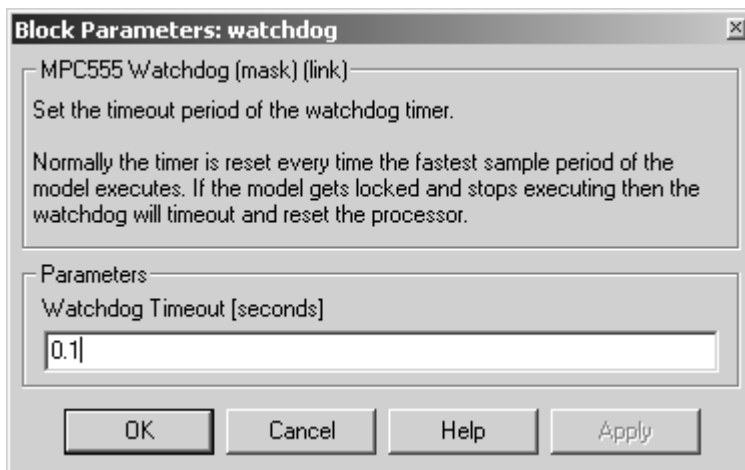 Block Parameters: watchdog
MPC555 Watchdog (mask) (link)
Set the timeout period of the watchdog timer.
Normally the timer is reset every time the fastest sample period of the
model executes. If the model gets locked and stops executing then the
watchdog will timeout and reset the processor.
Parameters
Watchdog Timeout [seconds]
0.1
OK Cancel Help Apply